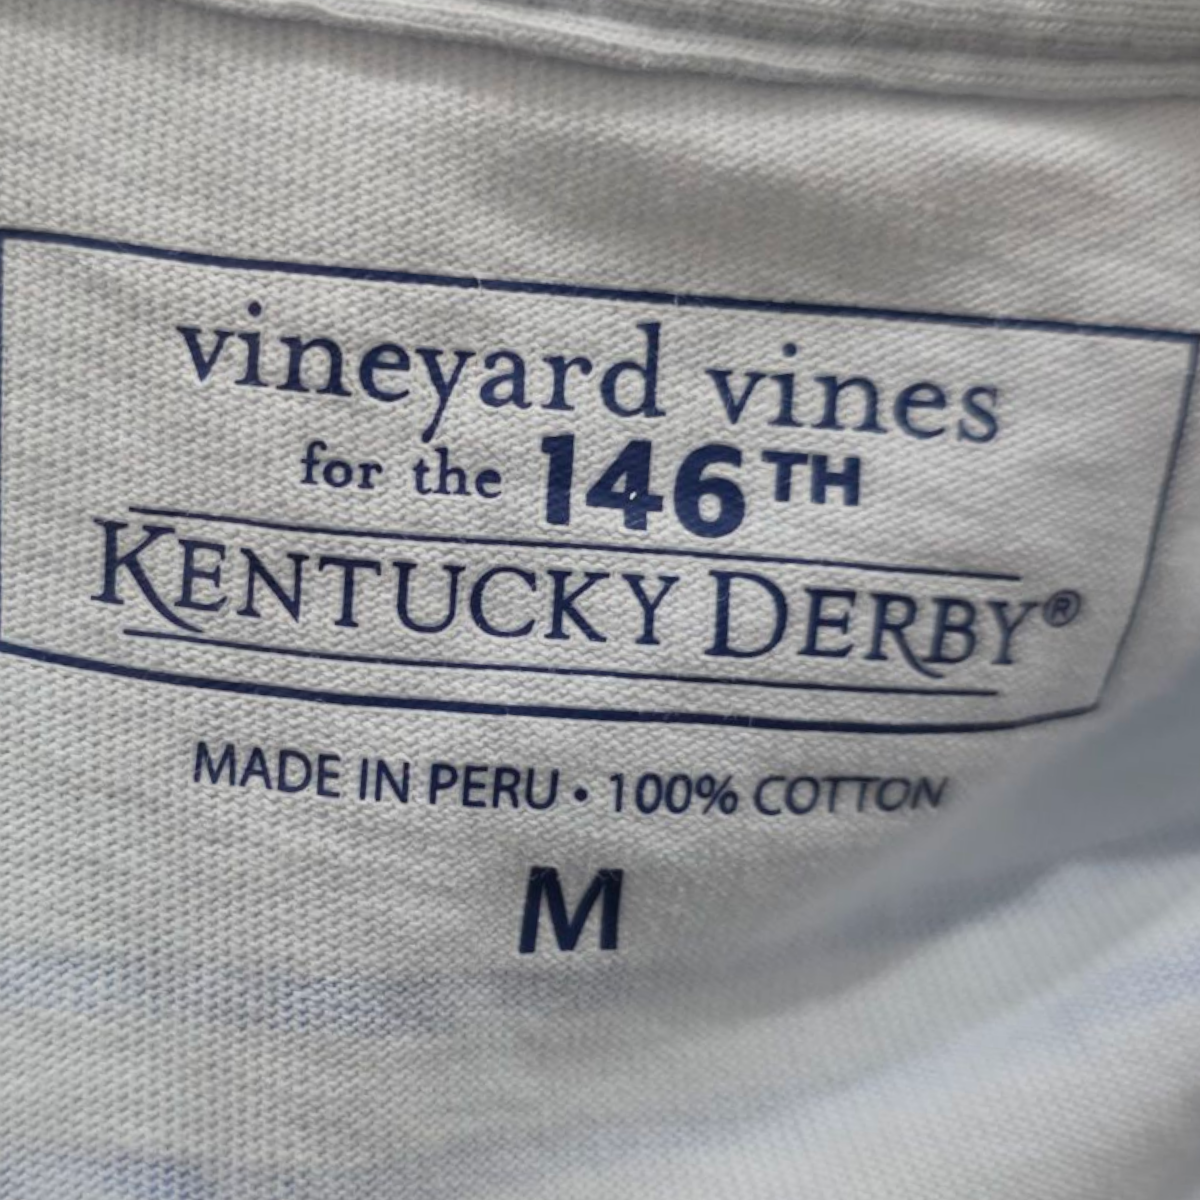 vineyard vines
for the 146TH
KENTUCKY DERBY®
MADE IN PERU • 100% COTTON
M